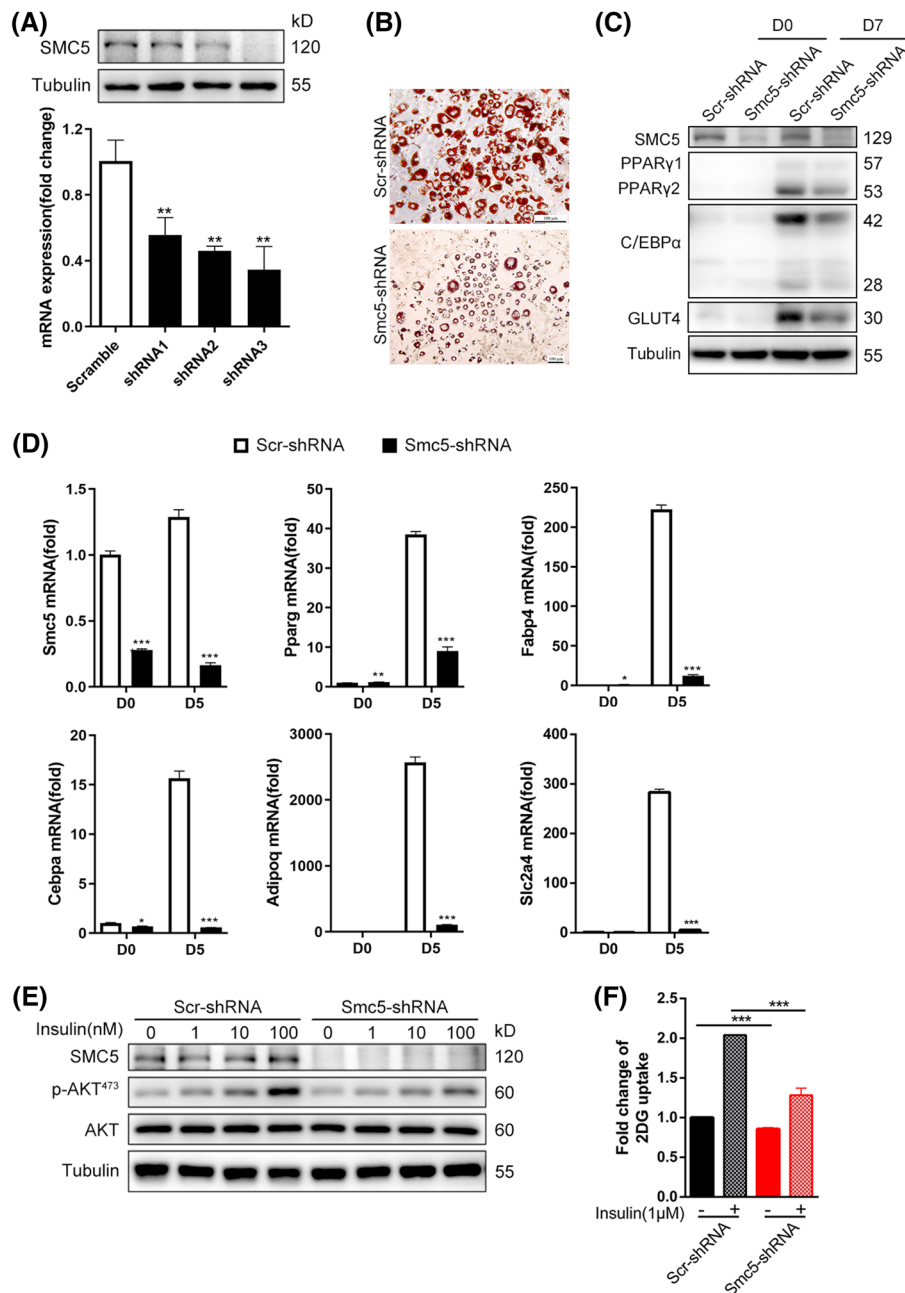 (A)
kD
SMC5
120
Tubulin
55
mRNA expression(fold change)
1.2
0.8
0.4
0.0
**
**
**
Scramble
shRNA1
shRNA2
shRNA3
(B)
Scr-shRNA
100 μm
Smc5-shRNA
100 μm
(C)
D0
D7
Scr-shRNA
Smc5-shRNA
Scr-shRNA
Smc5-shRNA
SMC5
129
PPARγ1
57
PPARγ2
53
42
C/EBPα
28
GLUT4
30
Tubulin
55
(D)
Scr-shRNA
Smc5-shRNA
Smc5 mRNA(fold)
1.5
1.0
0.5
0.0
***
***
D0
D5
Pparg mRNA(fold)
50
40
30
20
10
0
**
***
D0
D5
Fabp4 mRNA(fold)
250
200
150
100
50
0
*
***
D0
D5
Cebpa mRNA(fold)
20
15
10
5
0
*
***
D0
D5
Adipoq mRNA(fold)
3000
2000
1000
0
***
D0
D5
Slc2a4 mRNA(fold)
400
300
200
100
0
***
D0
D5
(E)
Scr-shRNA
Smc5-shRNA
Insulin(nM)
0 1 10 100 0 1 10 100
kD
SMC5
120
p-AKT⁴⁷³
60
AKT
60
Tubulin
55
(F)
Fold change of
2DG uptake
2.5
2.0
1.5
1.0
0.5
0.0
***
***
Insulin(1μM)
- + - +
Scr-shRNA
Smc5-shRNA